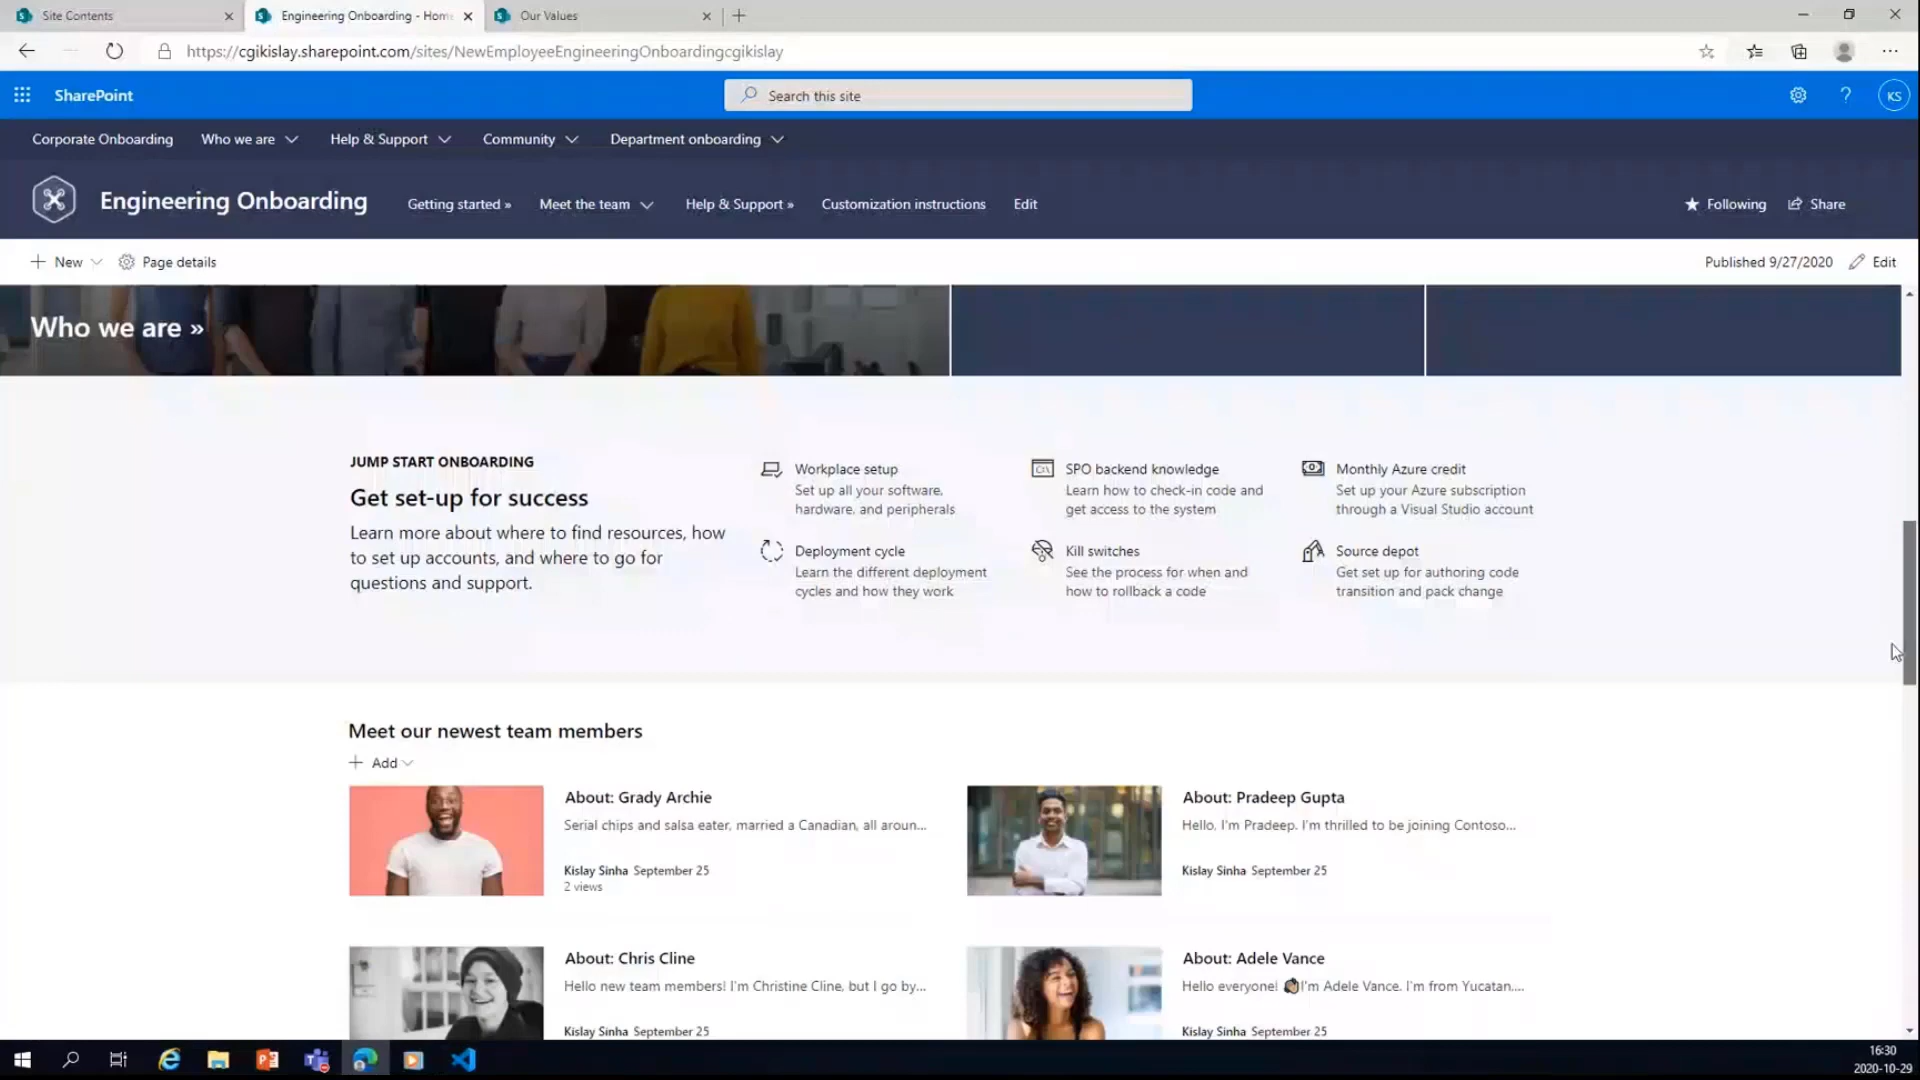 Site Contents
Engineering Onboarding - Hom
Our Values
https://cgikislay.sharepoint.com/sites/NewEmployeeEngineeringOnboardingcgikislay
SharePoint
Search this site
KS
Corporate Onboarding
Who we are
Help & Support
Community
Department onboarding
Engineering Onboarding
Getting started »
Meet the team
Help & Support »
Customization instructions
Edit
Following
Share
New
Page details
Published 9/27/2020
Edit
Who we are »
JUMP START ONBOARDING
Get set-up for success
Learn more about where to find resources, how
to set up accounts, and where to go for
questions and support.
Workplace setup
Set up all your software,
hardware, and peripherals
SPO backend knowledge
Learn how to check-in code and
get access to the system
Monthly Azure credit
Set up your Azure subscription
through a Visual Studio account
Deployment cycle
Learn the different deployment
cycles and how they work
Kill switches
See the process for when and
how to rollback a code
Source depot
Get set up for authoring code
transition and pack change
Meet our newest team members
Add
About: Grady Archie
Serial chips and salsa eater, married a Canadian, all aroun...
Kislay Sinha September 25
2 views
About: Pradeep Gupta
Hello. I'm Pradeep. I'm thrilled to be joining Contoso...
Kislay Sinha September 25
About: Chris Cline
Hello new team members! I'm Christine Cline, but I go by...
Kislay Sinha September 25
About: Adele Vance
Hello everyone! 👋I'm Adele Vance. I'm from Yucatan....
Kislay Sinha September 25
16:30
2020-10-29